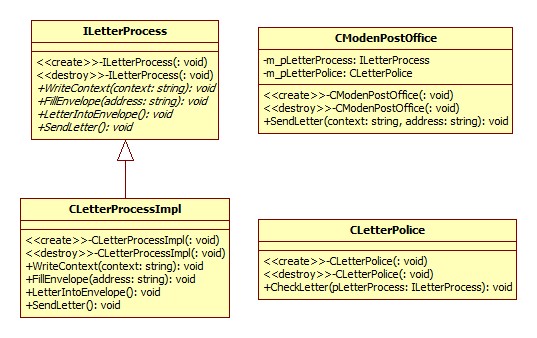 ILetterProcess
<<create>>-ILetterProcess(: void)
<<destroy>>-ILetterProcess(: void)
+WriteContext(context: string): void
+FillEnvelope(address: string): void
+LetterIntoEnvelope(): void
+SendLetter(): void
CModenPostOffice
-m_pLetterProcess: ILetterProcess
-m_pLetterPolice: CLetterPolice
<<create>>-CModenPostOffice(: void)
<<destroy>>-CModenPostOffice(: void)
+SendLetter(context: string, address: string): void
CLetterProcessImpl
<<create>>-CLetterProcessImpl(: void)
<<destroy>>-CLetterProcessImpl(: void)
+WriteContext(context: string): void
+FillEnvelope(address: string): void
+LetterIntoEnvelope(): void
+SendLetter(): void
CLetterPolice
<<create>>-CLetterPolice(: void)
<<destroy>>-CLetterPolice(: void)
+CheckLetter(pLetterProcess: ILetterProcess): void